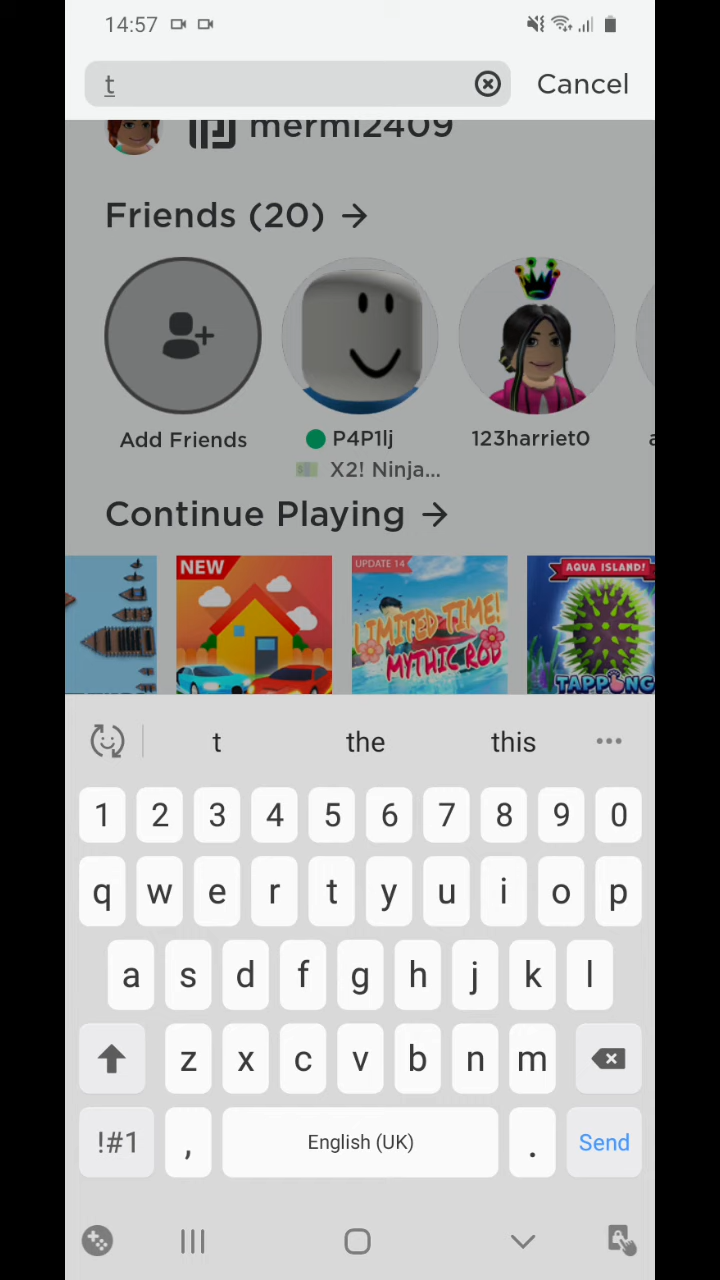 14:57
t
Cancel
mermi2409
Friends (20) →
Add Friends
P4P1lj
123harriet0
X2! Ninja...
Continue Playing →
NEW
UPDATE 14
LIMITED TIME!
MYTHIC ROD
AQUA ISLAND!
TAPPING
t the this
1 2 3 4 5 6 7 8 9 0
q w e r t y u i o p
a s d f g h j k l
z x c v b n m
!#1 , English (UK) . Send